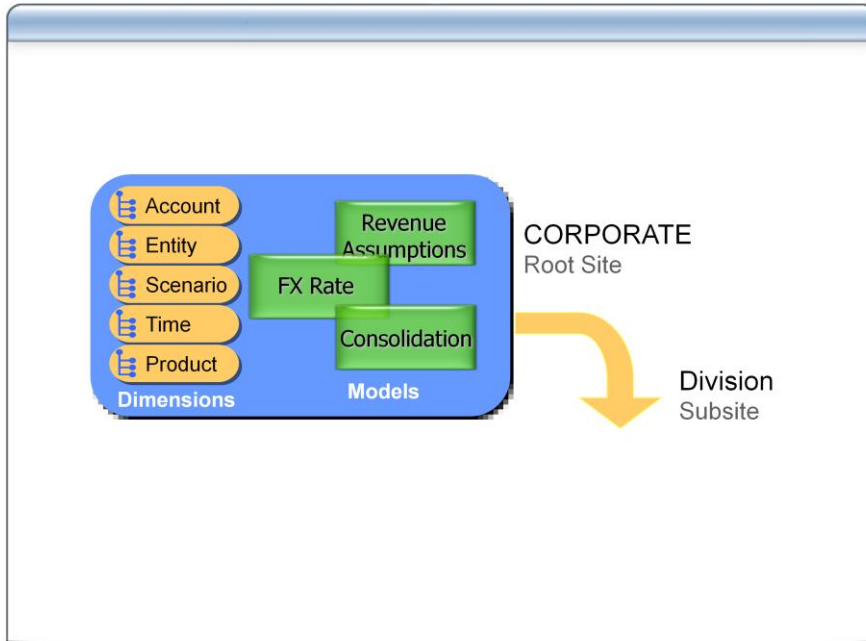 Account
Entity
Scenario
Time
Product
Dimensions
Revenue
Assumptions
FX Rate
Consolidation
Models
CORPORATE
Root Site
Division
Subsite